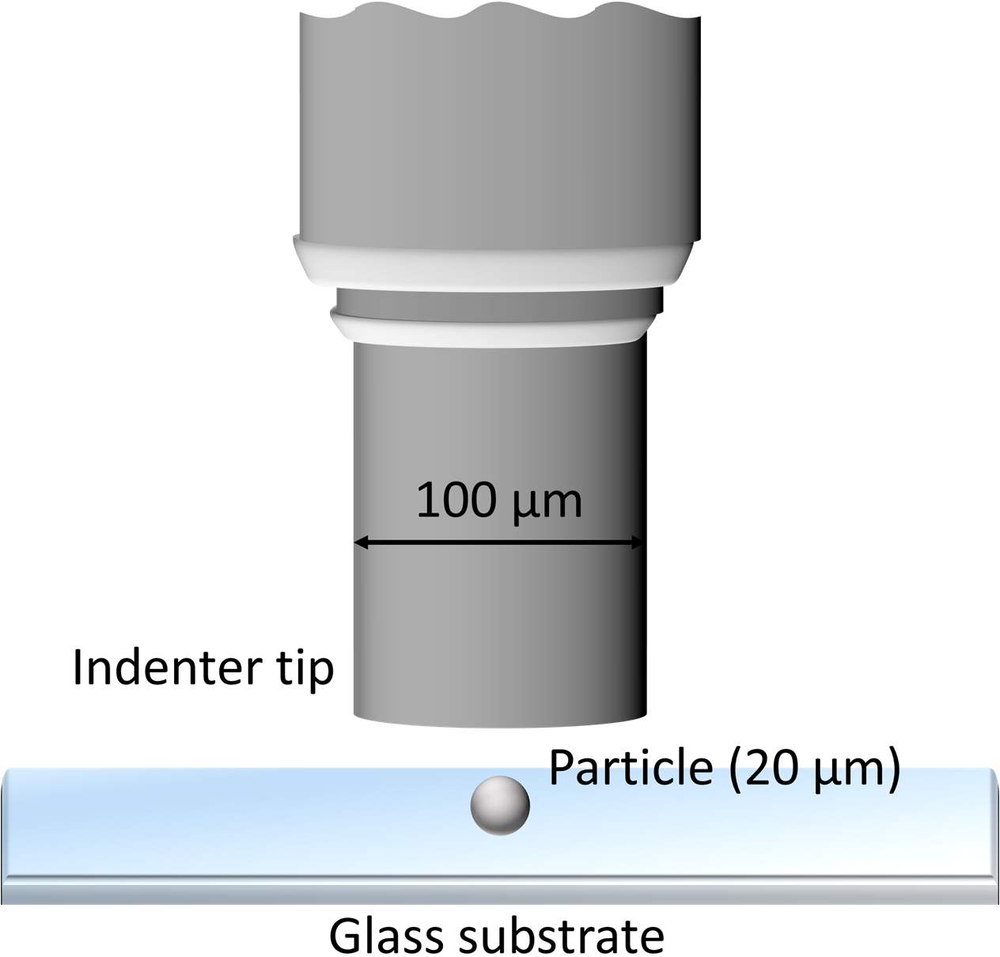 100 µm
Indenter tip
Particle (20 µm)
Glass substrate